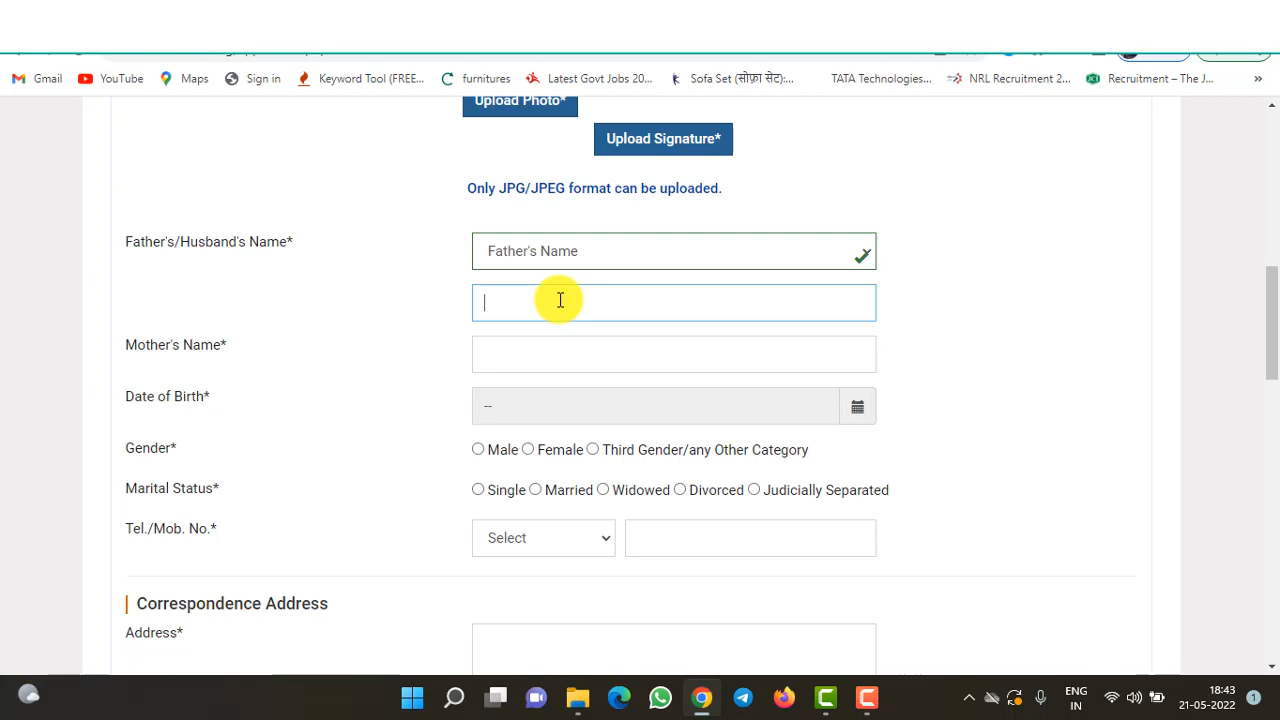 Gmail YouTube Maps Sign in Keyword Tool (FREE... furnitures Latest Govt Jobs 20... Sofa Set (सोफ़ा सेट):... TATA Technologies,... NRL Recruitment 2... JCI Recruitment – The J... »
Upload Photo*
Upload Signature*
Only JPG/JPEG format can be uploaded.
Father's/Husband's Name* Father's Name
Mother's Name*
Date of Birth* --
Gender* Male Female Third Gender/any Other Category
Marital Status* Single Married Widowed Divorced Judicially Separated
Tel./Mob. No.* Select
Correspondence Address
Address*
ENG 18:43
IN 21-05-2022 1